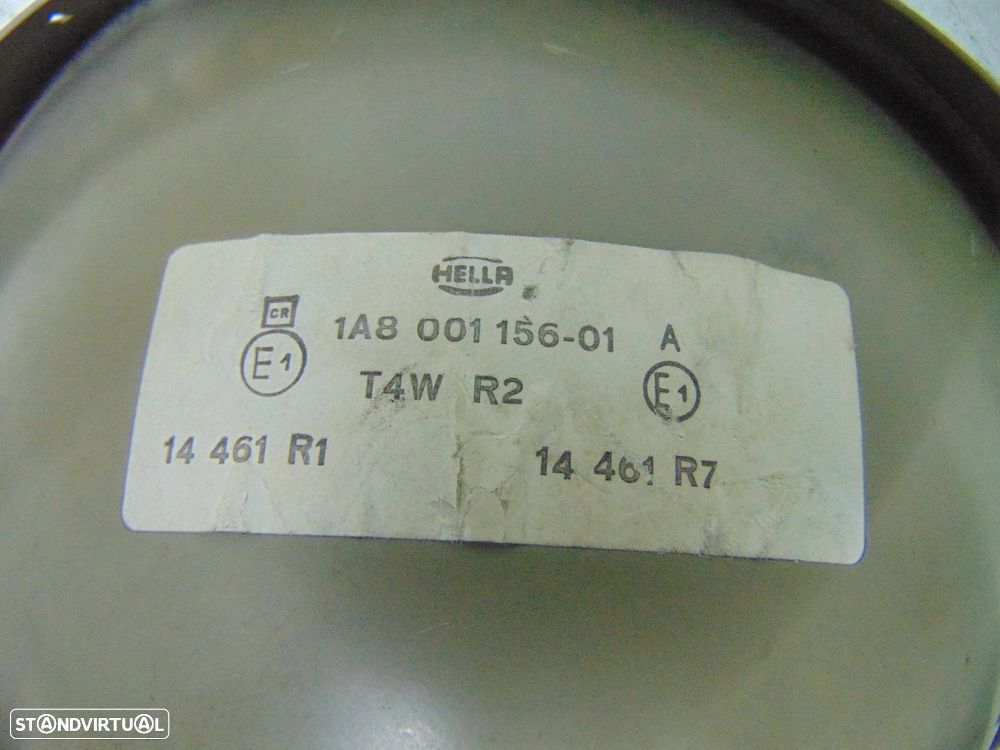 HELLA
CR
1A8 001 156-01 A
E1 T4W R2 E1
14 461 R1 14 461 R7
STANDVIRTUAL